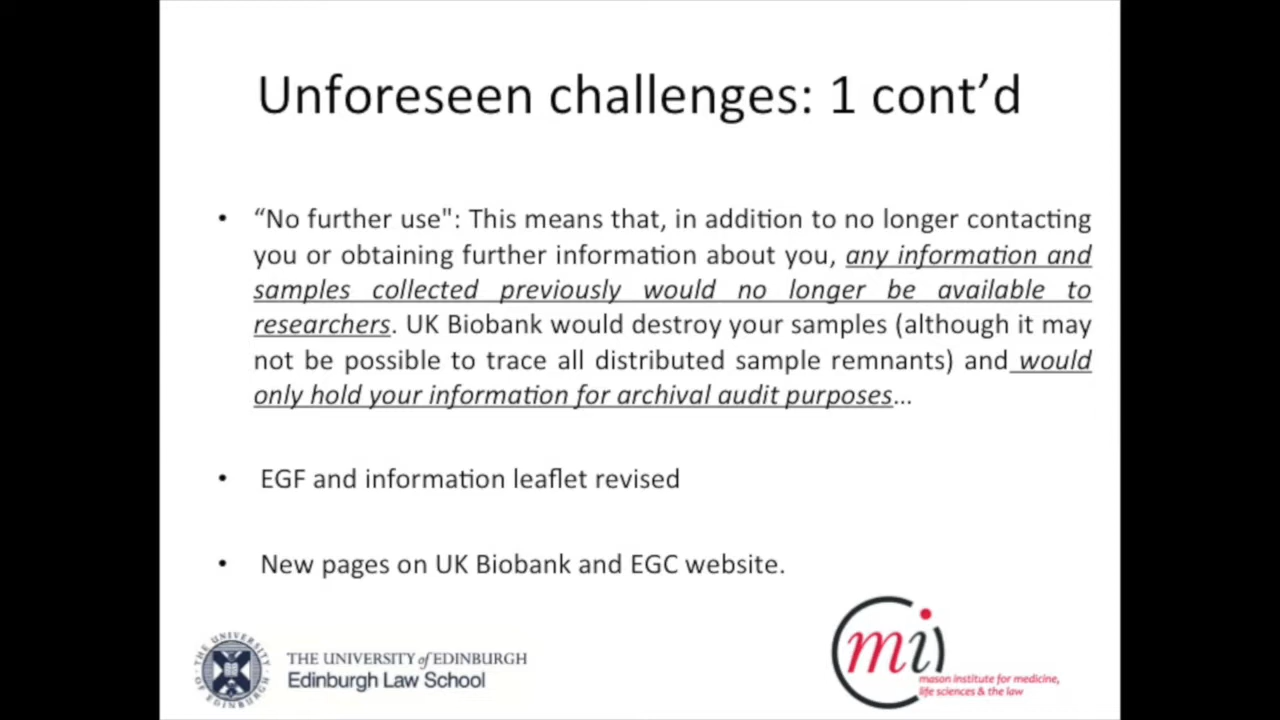 Unforeseen challenges: 1 cont’d
• “No further use": This means that, in addition to no longer contacting
you or obtaining further information about you, any information and
samples collected previously would no longer be available to
researchers. UK Biobank would destroy your samples (although it may
not be possible to trace all distributed sample remnants) and would
only hold your information for archival audit purposes...
• EGF and information leaflet revised
• New pages on UK Biobank and EGC website.
THE UNIVERSITY OF EDINBURGH
THE UNIVERSITY of EDINBURGH
Edinburgh Law School
mi
mason institute for medicine,
life sciences & the law